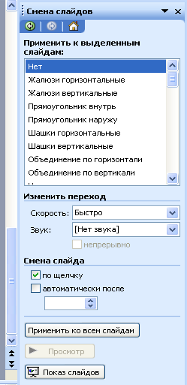 Смена слайдов
Применить к выделенным
слайдам:
Нет
Жалюзи горизонтальные
Жалюзи вертикальные
Прямоугольник внутрь
Прямоугольник наружу
Шашки горизонтальные
Шашки вертикальные
Объединение по горизонтали
Объединение по вертикали
Изменить переход
Скорость: Быстро
Звук: [Нет звука]
непрерывно
Смена слайда
по щелчку
автоматически после
Применить ко всем слайдам
Просмотр
Показ слайдов